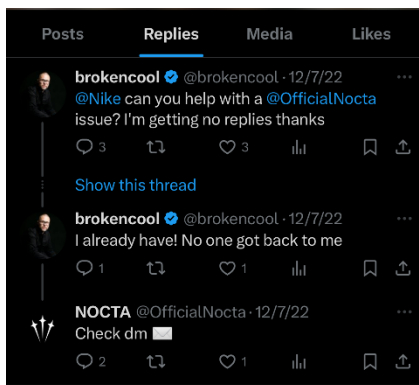 Posts Replies Media Likes
brokencool @brokencool · 12/7/22
@Nike can you help with a @OfficialNocta
issue? I'm getting no replies thanks
3 3
Show this thread
brokencool @brokencool · 12/7/22
I already have! No one got back to me
1 1
NOCTA @OfficialNocta · 12/7/22
Check dm ✉️
2 1